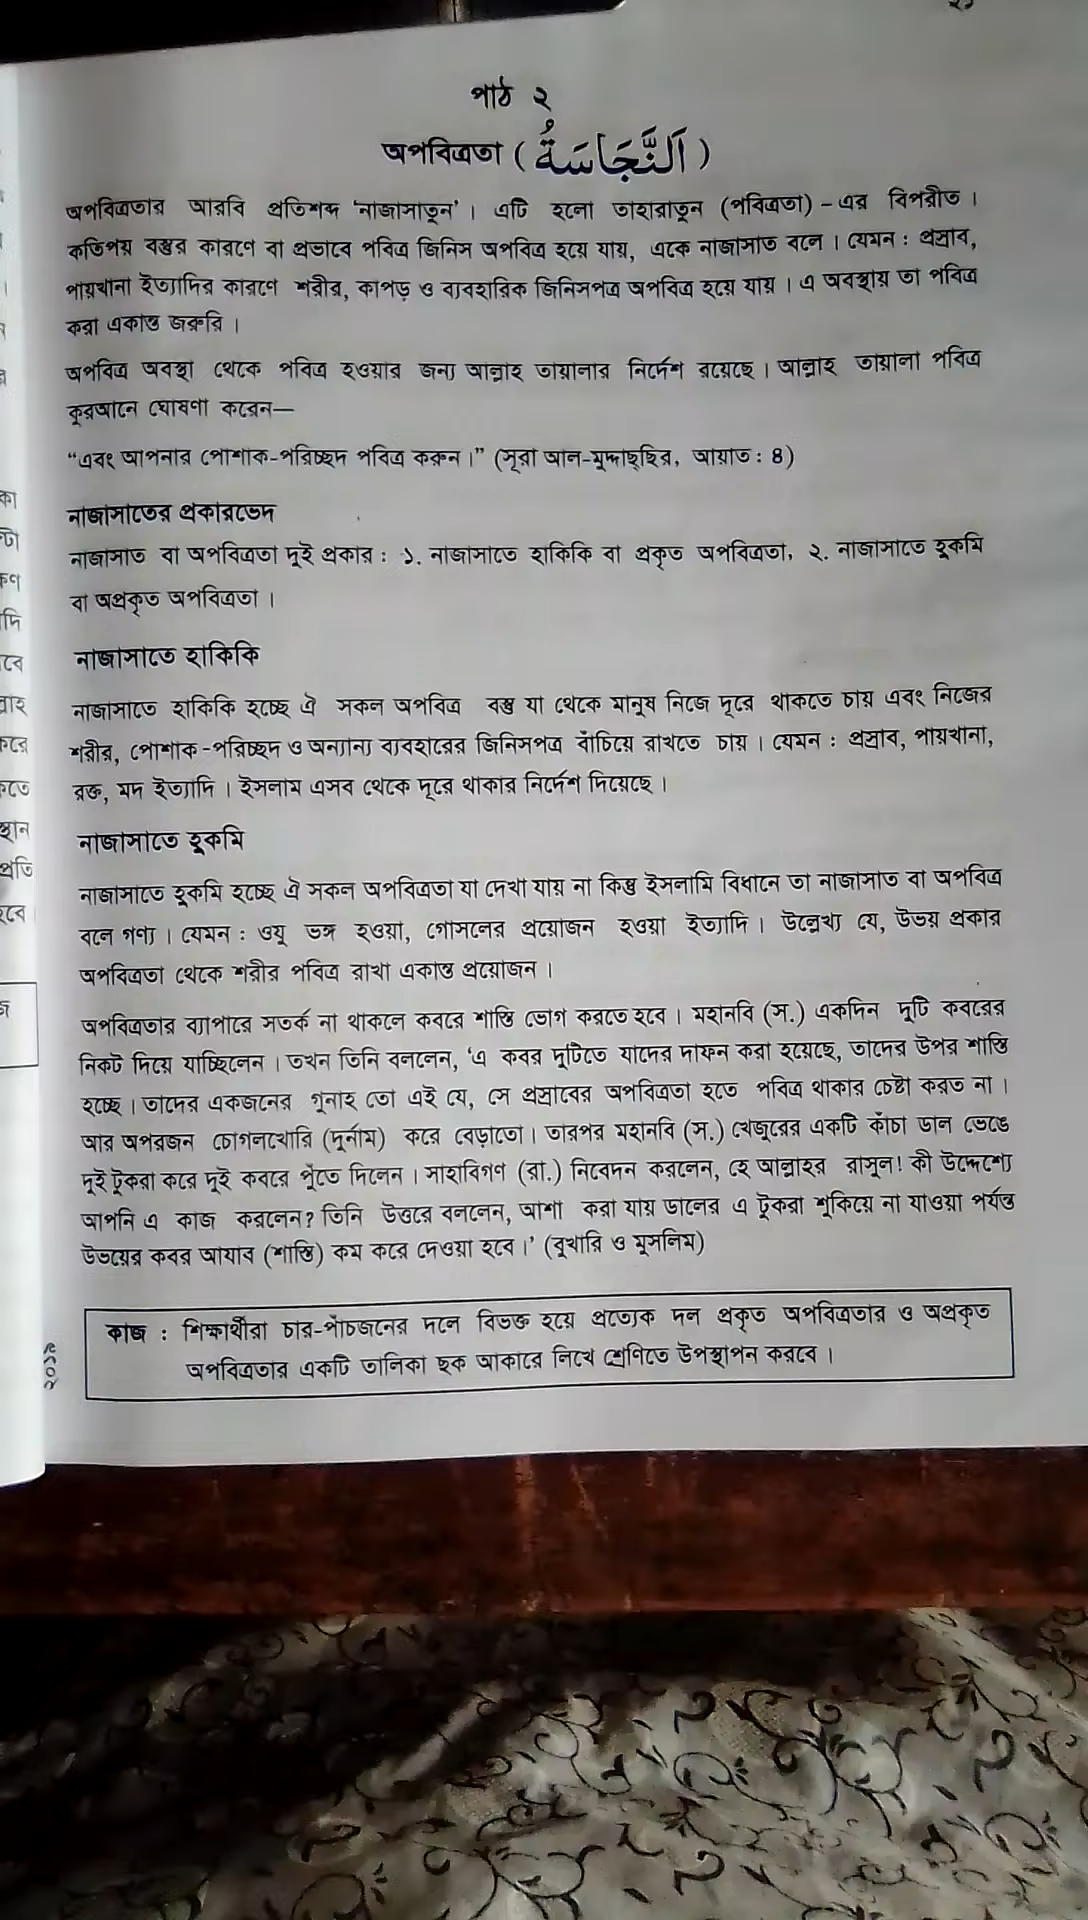 পাঠ ২
অপবিত্রতা ( اَلنَّجَاسَةُ )
অপবিত্রতার আরবি প্রতিশব্দ ‘নাজাসাতুন’ । এটি হলো তাহারাতুন (পবিত্রতা) – এর বিপরীত ।
কতিপয় বস্তুর কারণে বা প্রভাবে পবিত্র জিনিস অপবিত্র হয়ে যায়, একে নাজাসাত বলে । যেমন : প্রস্রাব,
পায়খানা ইত্যাদির কারণে শরীর, কাপড় ও ব্যবহারিক জিনিসপত্র অপবিত্র হয়ে যায় । এ অবস্থায় তা পবিত্র
করা একান্ত জরুরি ।
অপবিত্র অবস্থা থেকে পবিত্র হওয়ার জন্য আল্লাহ তায়ালার নির্দেশ রয়েছে । আল্লাহ তায়ালা পবিত্র
কুরআনে ঘোষণা করেন—
“এবং আপনার পোশাক-পরিচ্ছদ পবিত্র করুন ।” (সূরা আল-মুদ্দাছ্ছির, আয়াত : ৪)
নাজাসাতের প্রকারভেদ
নাজাসাত বা অপবিত্রতা দুই প্রকার : ১. নাজাসাতে হাকিকি বা প্রকৃত অপবিত্রতা, ২. নাজাসাতে হুকমি
বা অপ্রকৃত অপবিত্রতা ।
নাজাসাতে হাকিকি
নাজাসাতে হাকিকি হচ্ছে ঐ সকল অপবিত্র বস্তু যা থেকে মানুষ নিজে দূরে থাকতে চায় এবং নিজের
শরীর, পোশাক-পরিচ্ছদ ও অন্যান্য ব্যবহারের জিনিসপত্র বাঁচিয়ে রাখতে চায় । যেমন : প্রস্রাব, পায়খানা,
রক্ত, মদ ইত্যাদি । ইসলাম এসব থেকে দূরে থাকার নির্দেশ দিয়েছে ।
নাজাসাতে হুকমি
নাজাসাতে হুকমি হচ্ছে ঐ সকল অপবিত্রতা যা দেখা যায় না কিন্তু ইসলামি বিধানে তা নাজাসাত বা অপবিত্র
বলে গণ্য । যেমন : ওযু ভঙ্গ হওয়া, গোসলের প্রয়োজন হওয়া ইত্যাদি । উল্লেখ্য যে, উভয় প্রকার
অপবিত্রতা থেকে শরীর পবিত্র রাখা একান্ত প্রয়োজন ।
অপবিত্রতার ব্যাপারে সতর্ক না থাকলে কবরে শাস্তি ভোগ করতে হবে । মহানবি (স.) একদিন দুটি কবরের
নিকট দিয়ে যাচ্ছিলেন । তখন তিনি বললেন, ‘এ কবর দুটিতে যাদের দাফন করা হয়েছে, তাদের উপর শাস্তি
হচ্ছে । তাদের একজনের গুনাহ তো এই যে, সে প্রস্রাবের অপবিত্রতা হতে পবিত্র থাকার চেষ্টা করত না ।
আর অপরজন চোগলখোরি (দুর্নাম) করে বেড়াতো । তারপর মহানবি (স.) খেজুরের একটি কাঁচা ডাল ভেঙে
দুই টুকরা করে দুই কবরে পুঁতে দিলেন । সাহাবিগণ (রা.) নিবেদন করলেন, হে আল্লাহর রাসুল! কী উদ্দেশ্যে
আপনি এ কাজ করলেন? তিনি উত্তরে বললেন, আশা করা যায় ডালের এ টুকরা শুকিয়ে না যাওয়া পর্যন্ত
উভয়ের কবর আযাব (শাস্তি) কম করে দেওয়া হবে ।’ (বুখারি ও মুসলিম)
কাজ : শিক্ষার্থীরা চার-পাঁচজনের দলে বিভক্ত হয়ে প্রত্যেক দল প্রকৃত অপবিত্রতার ও অপ্রকৃত
অপবিত্রতার একটি তালিকা ছক আকারে লিখে শ্রেণিতে উপস্থাপন করবে ।
২০১৯